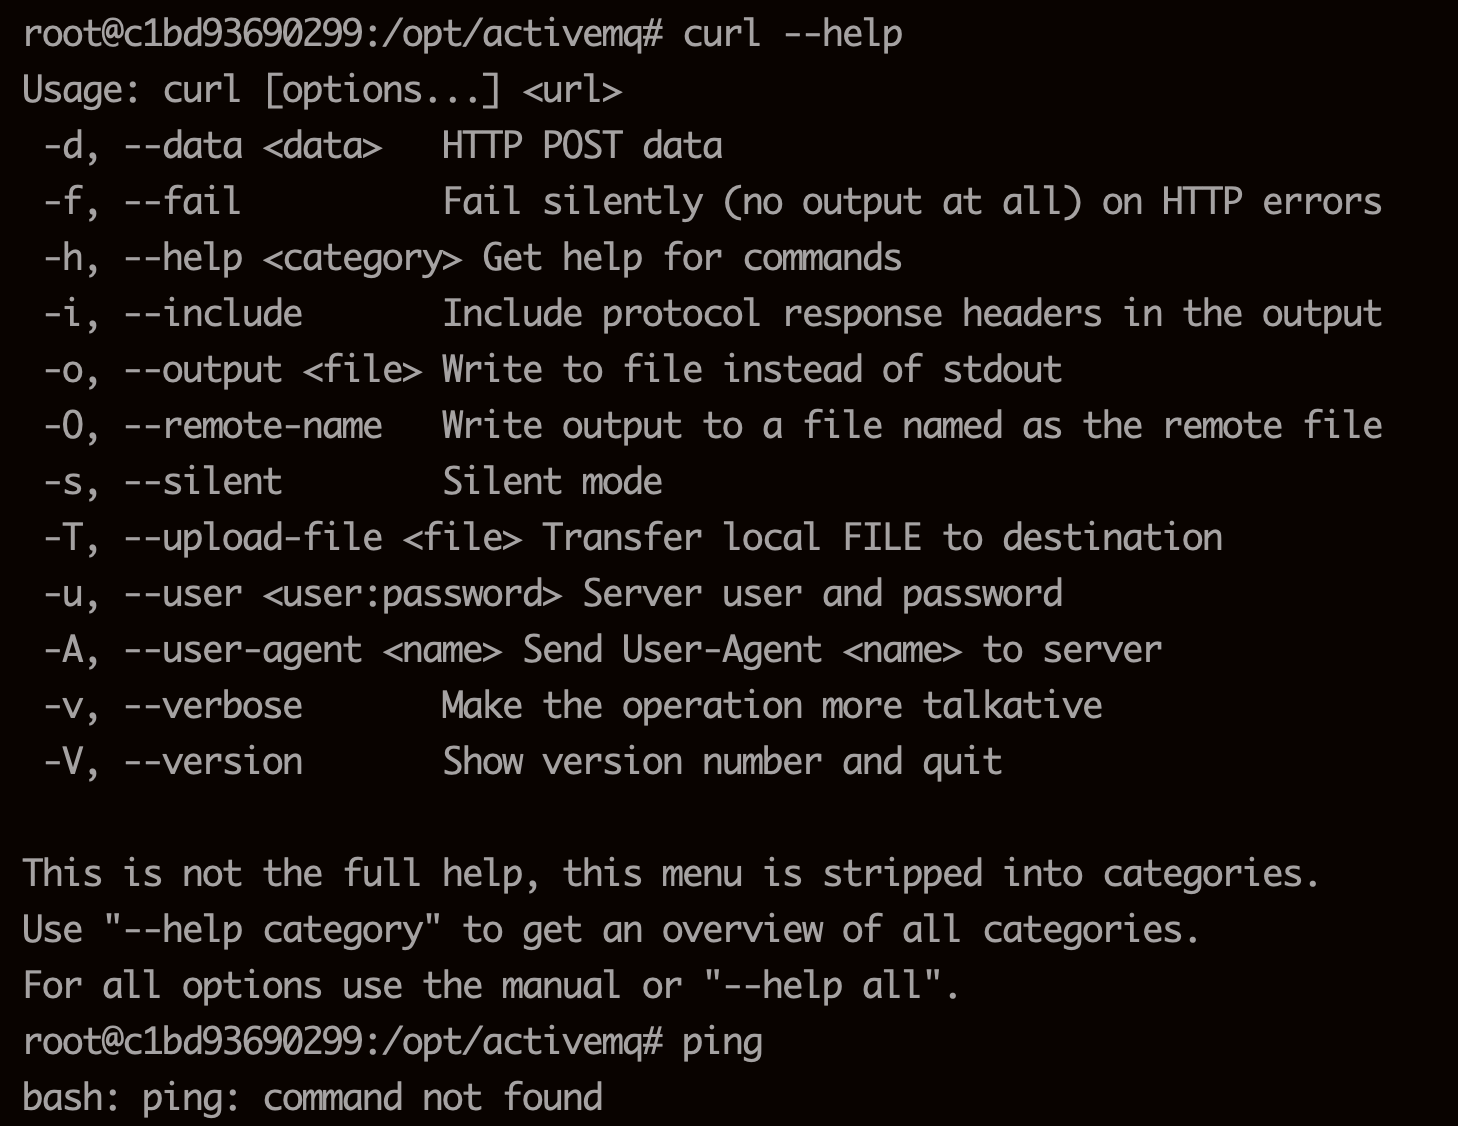 root@c1bd93690299:/opt/activemq# curl --help
Usage: curl [options...] <url>
 -d, --data <data>   HTTP POST data
 -f, --fail          Fail silently (no output at all) on HTTP errors
 -h, --help <category> Get help for commands
 -i, --include       Include protocol response headers in the output
 -o, --output <file> Write to file instead of stdout
 -O, --remote-name   Write output to a file named as the remote file
 -s, --silent        Silent mode
 -T, --upload-file <file> Transfer local FILE to destination
 -u, --user <user:password> Server user and password
 -A, --user-agent <name> Send User-Agent <name> to server
 -v, --verbose       Make the operation more talkative
 -V, --version       Show version number and quit

This is not the full help, this menu is stripped into categories.
Use "--help category" to get an overview of all categories.
For all options use the manual or "--help all".
root@c1bd93690299:/opt/activemq# ping
bash: ping: command not found